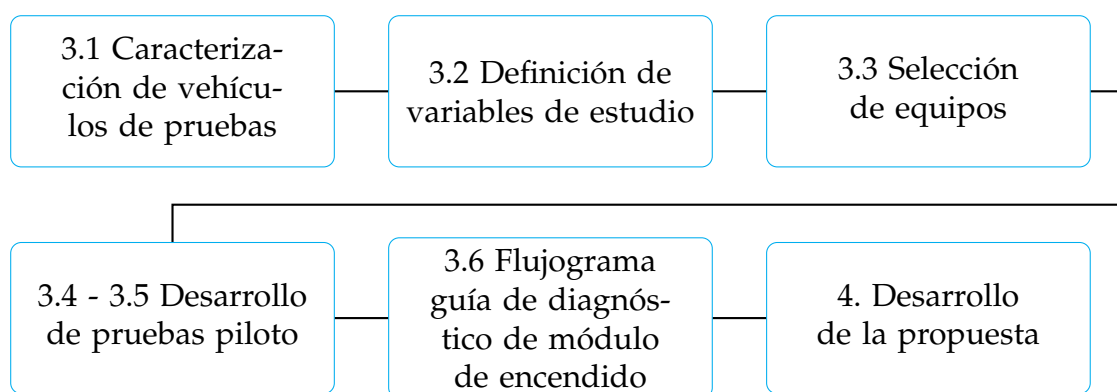 3.1 Caracteriza-
ción de vehícu-
los de pruebas
3.2 Definición de
variables de estudio
3.3 Selección
de equipos
3.4 - 3.5 Desarrollo
de pruebas piloto
3.6 Flujograma
guía de diagnós-
tico de módulo
de encendido
4. Desarrollo
de la propuesta